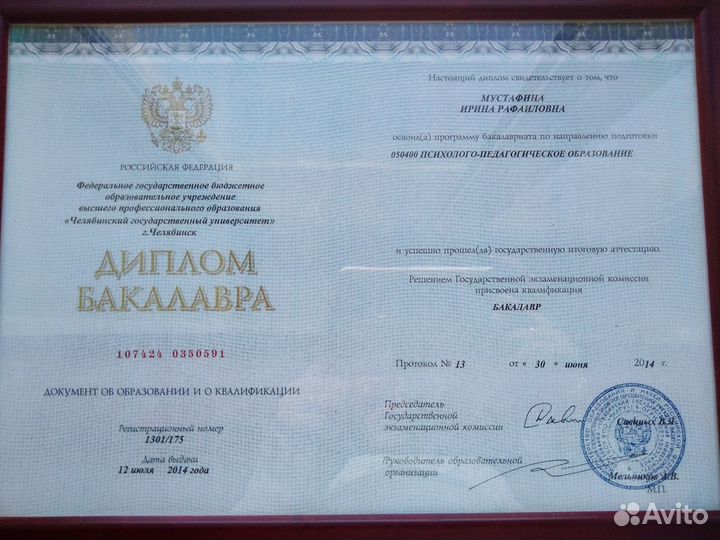 РОССИЙСКАЯ ФЕДЕРАЦИЯ
Федеральное государственное бюджетное
образовательное учреждение
высшего профессионального образования
«Челябинский государственный университет»
г.Челябинск
ДИПЛОМ
БАКАЛАВРА
107424 0350591
ДОКУМЕНТ ОБ ОБРАЗОВАНИИ И О КВАЛИФИКАЦИИ
Регистрационный номер
1301/175
Дата выдачи
12 июля 2014 года
Настоящий диплом свидетельствует о том, что
МУСТАФИНА
ИРИНА РАФАИЛОВНА
освоил(а) программу бакалавриата по направлению подготовки
050400 ПСИХОЛОГО-ПЕДАГОГИЧЕСКОЕ ОБРАЗОВАНИЕ
и успешно прошел(ла) государственную итоговую аттестацию.
Решением Государственной экзаменационной комиссии
присвоена квалификация
БАКАЛАВР
Протокол № 13 от « 30 » июня 2014 г.
Председатель
Государственной
экзаменационной комиссии
Руководитель образовательной
организации
Мельников А.В.
М.П.
Avito